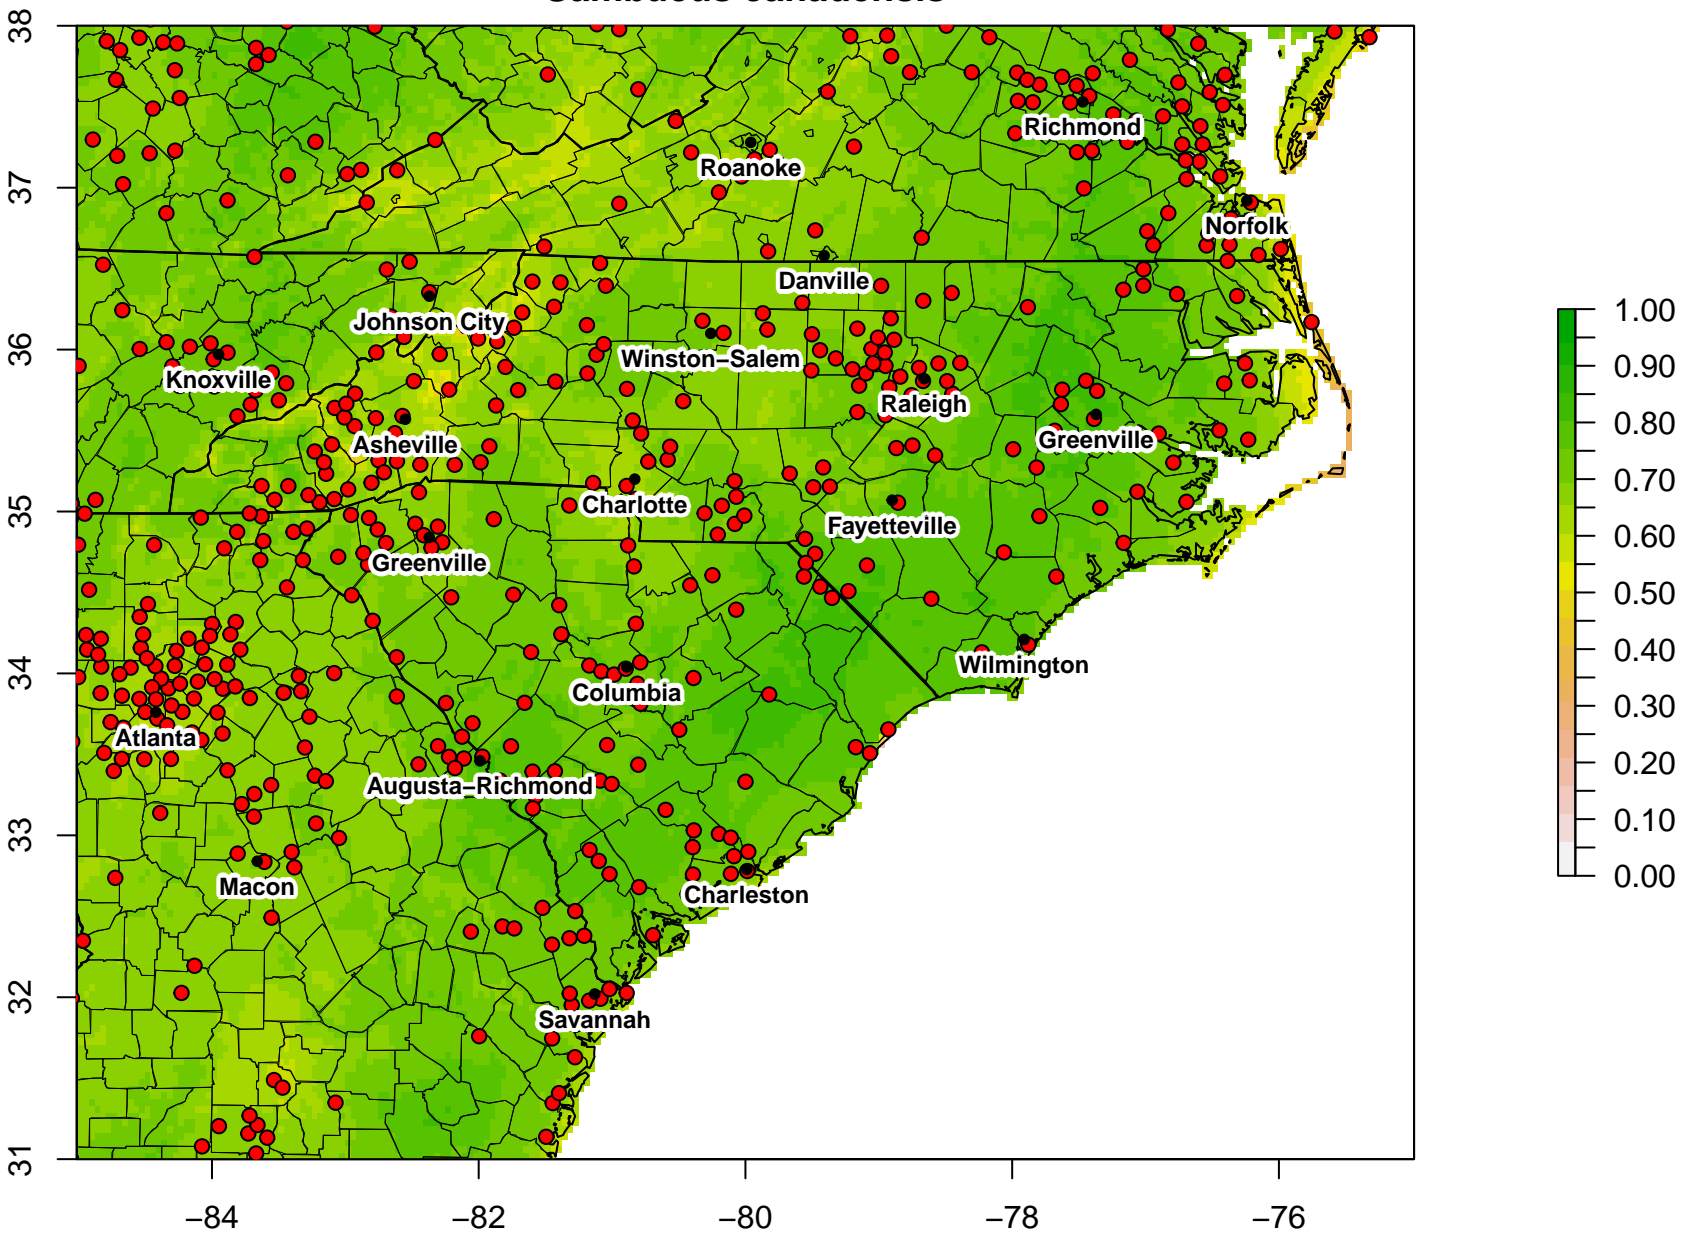 38
37
36
35
34
33
32
31
−84
−82
−80
−78
−76
Richmond
Roanoke
Norfolk
Danville
Johnson City
Winston−Salem
Knoxville
Raleigh
Greenville
Asheville
Charlotte
Fayetteville
Greenville
Wilmington
Columbia
Atlanta
Augusta−Richmond
Macon
Charleston
Savannah
1.00
0.90
0.80
0.70
0.60
0.50
0.40
0.30
0.20
0.10
0.00